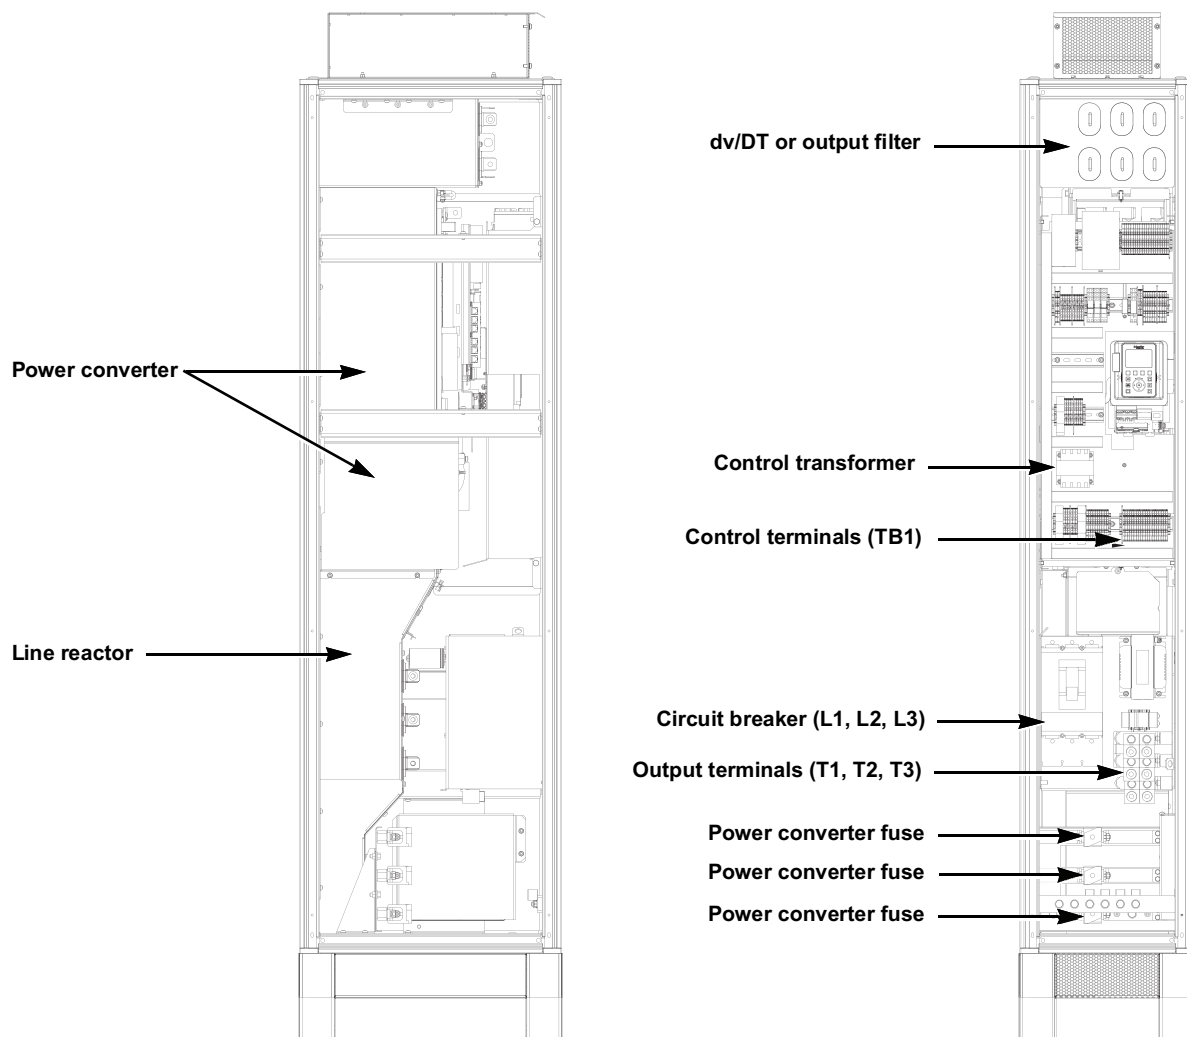 dv/DT or output filter
Power converter
Control transformer
Control terminals (TB1)
Line reactor
Circuit breaker (L1, L2, L3)
Output terminals (T1, T2, T3)
Power converter fuse
Power converter fuse
Power converter fuse